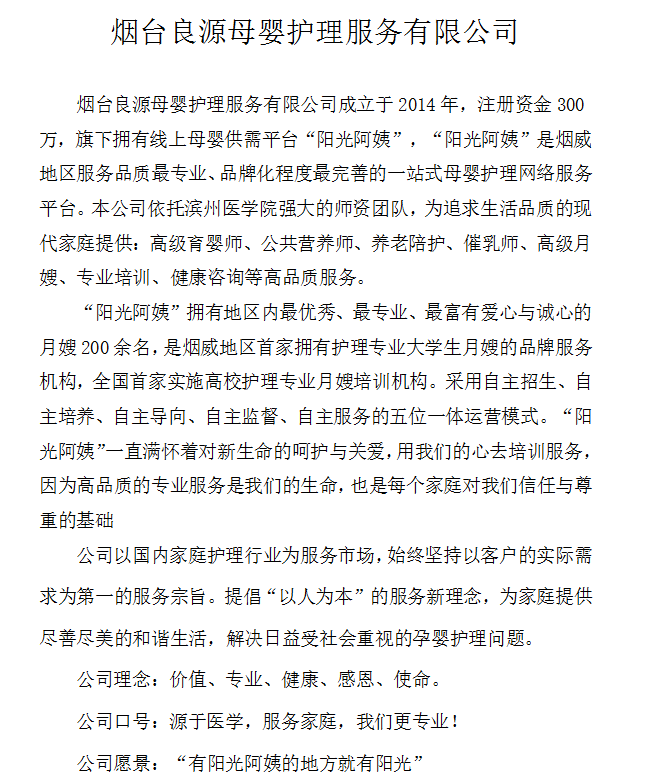 烟台良源母婴护理服务有限公司
烟台良源母婴护理服务有限公司成立于 2014 年，注册资金 300
万，旗下拥有线上母婴供需平台“阳光阿姨”，“阳光阿姨”是烟威
地区服务品质最专业、品牌化程度最完善的一站式母婴护理网络服务
平台。本公司依托滨州医学院强大的师资团队，为追求生活品质的现
代家庭提供：高级育婴师、公共营养师、养老陪护、催乳师、高级月
嫂、专业培训、健康咨询等高品质服务。
“阳光阿姨”拥有地区内最优秀、最专业、最富有爱心与诚心的
月嫂 200 余名，是烟威地区首家拥有护理专业大学生月嫂的品牌服务
机构，全国首家实施高校护理专业月嫂培训机构。采用自主招生、自
主培养、自主导向、自主监督、自主服务的五位一体运营模式。“阳
光阿姨”一直满怀着对新生命的呵护与关爱，用我们的心去培训服务，
因为高品质的专业服务是我们的生命，也是每个家庭对我们信任与尊
重的基础
公司以国内家庭护理行业为服务市场，始终坚持以客户的实际需
求为第一的服务宗旨。提倡“以人为本”的服务新理念，为家庭提供
尽善尽美的和谐生活，解决日益受社会重视的孕婴护理问题。
公司理念：价值、专业、健康、感恩、使命。
公司口号：源于医学，服务家庭，我们更专业！
公司愿景：“有阳光阿姨的地方就有阳光”